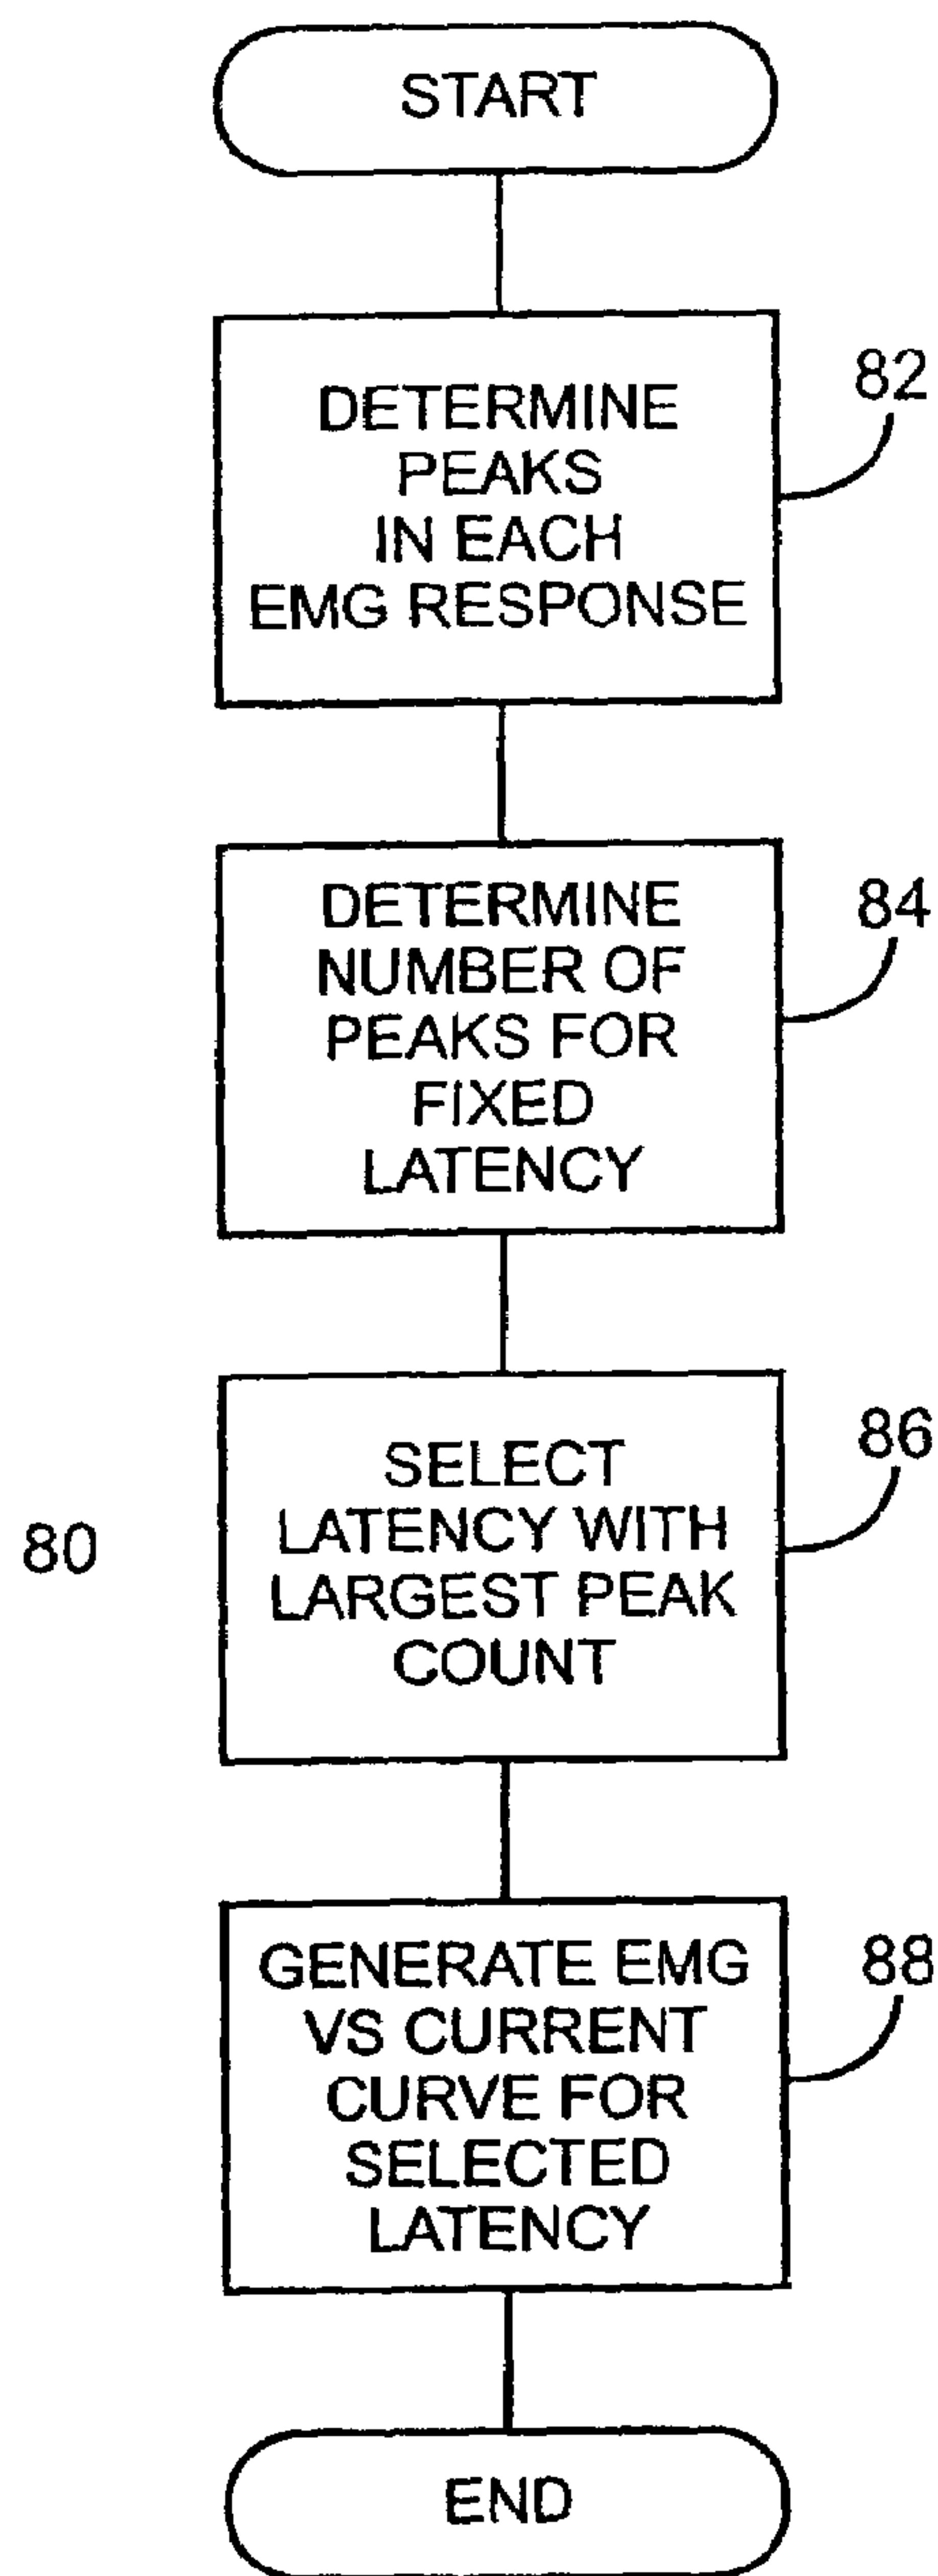 START
DETERMINE
PEAKS
IN EACH
EMG RESPONSE
82
DETERMINE
NUMBER OF
PEAKS FOR
FIXED
LATENCY
84
SELECT
LATENCY WITH
LARGEST PEAK
COUNT
86
80
GENERATE EMG
VS CURRENT
CURVE FOR
SELECTED
LATENCY
88
END